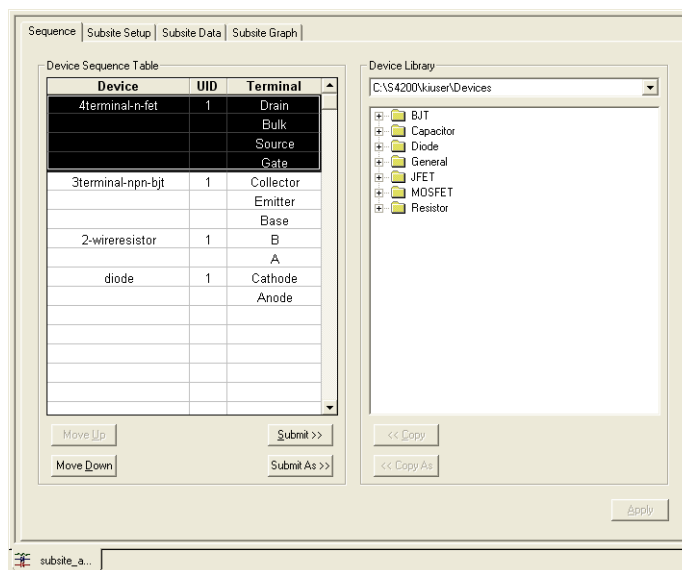 Sequence Subsite Setup Subsite Data Subsite Graph
Device Sequence Table
Device UID Terminal
4terminal-n-fet 1 Drain
Bulk
Source
Gate
3terminal-npn-bjt 1 Collector
Emitter
Base
2-wireresistor 1 B
A
diode 1 Cathode
Anode
Move Up
Submit >>
Move Down
Submit As >>
Device Library
C:\S4200\kiuser\Devices
BJT
Capacitor
Diode
General
JFET
MOSFET
Resistor
<< Copy
<< Copy As
Apply
subsite_a...